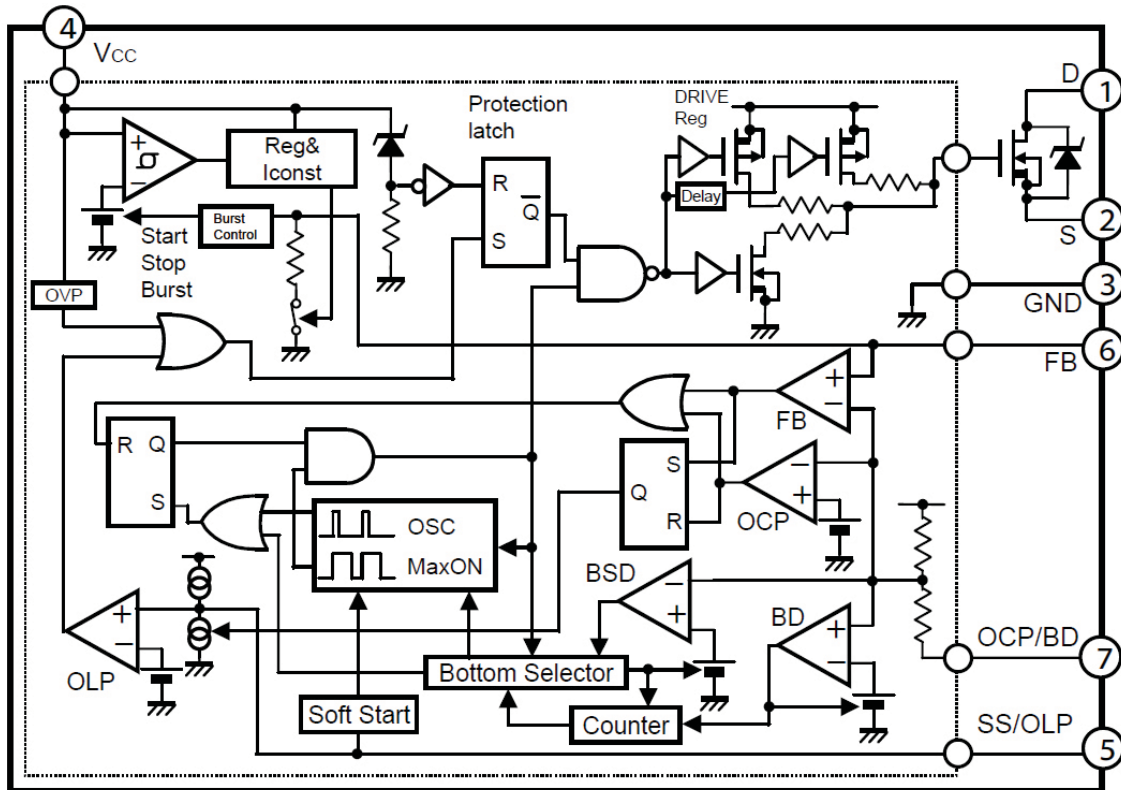 4
VCC
D
1
DRIVE
Reg
Protection
latch
+
−
Reg&
Iconst
R
Q
S
Delay
2
S
Burst
Control
Start
Stop
Burst
OVP
3
GND
6
FB
+
−
FB
R
Q
S
S
Q
R
−
+
OCP
OSC
MaxON
BSD
−
+
BD
+
−
+
−
OLP
OCP/BD
7
Bottom Selector
Soft Start
Counter
SS/OLP
5